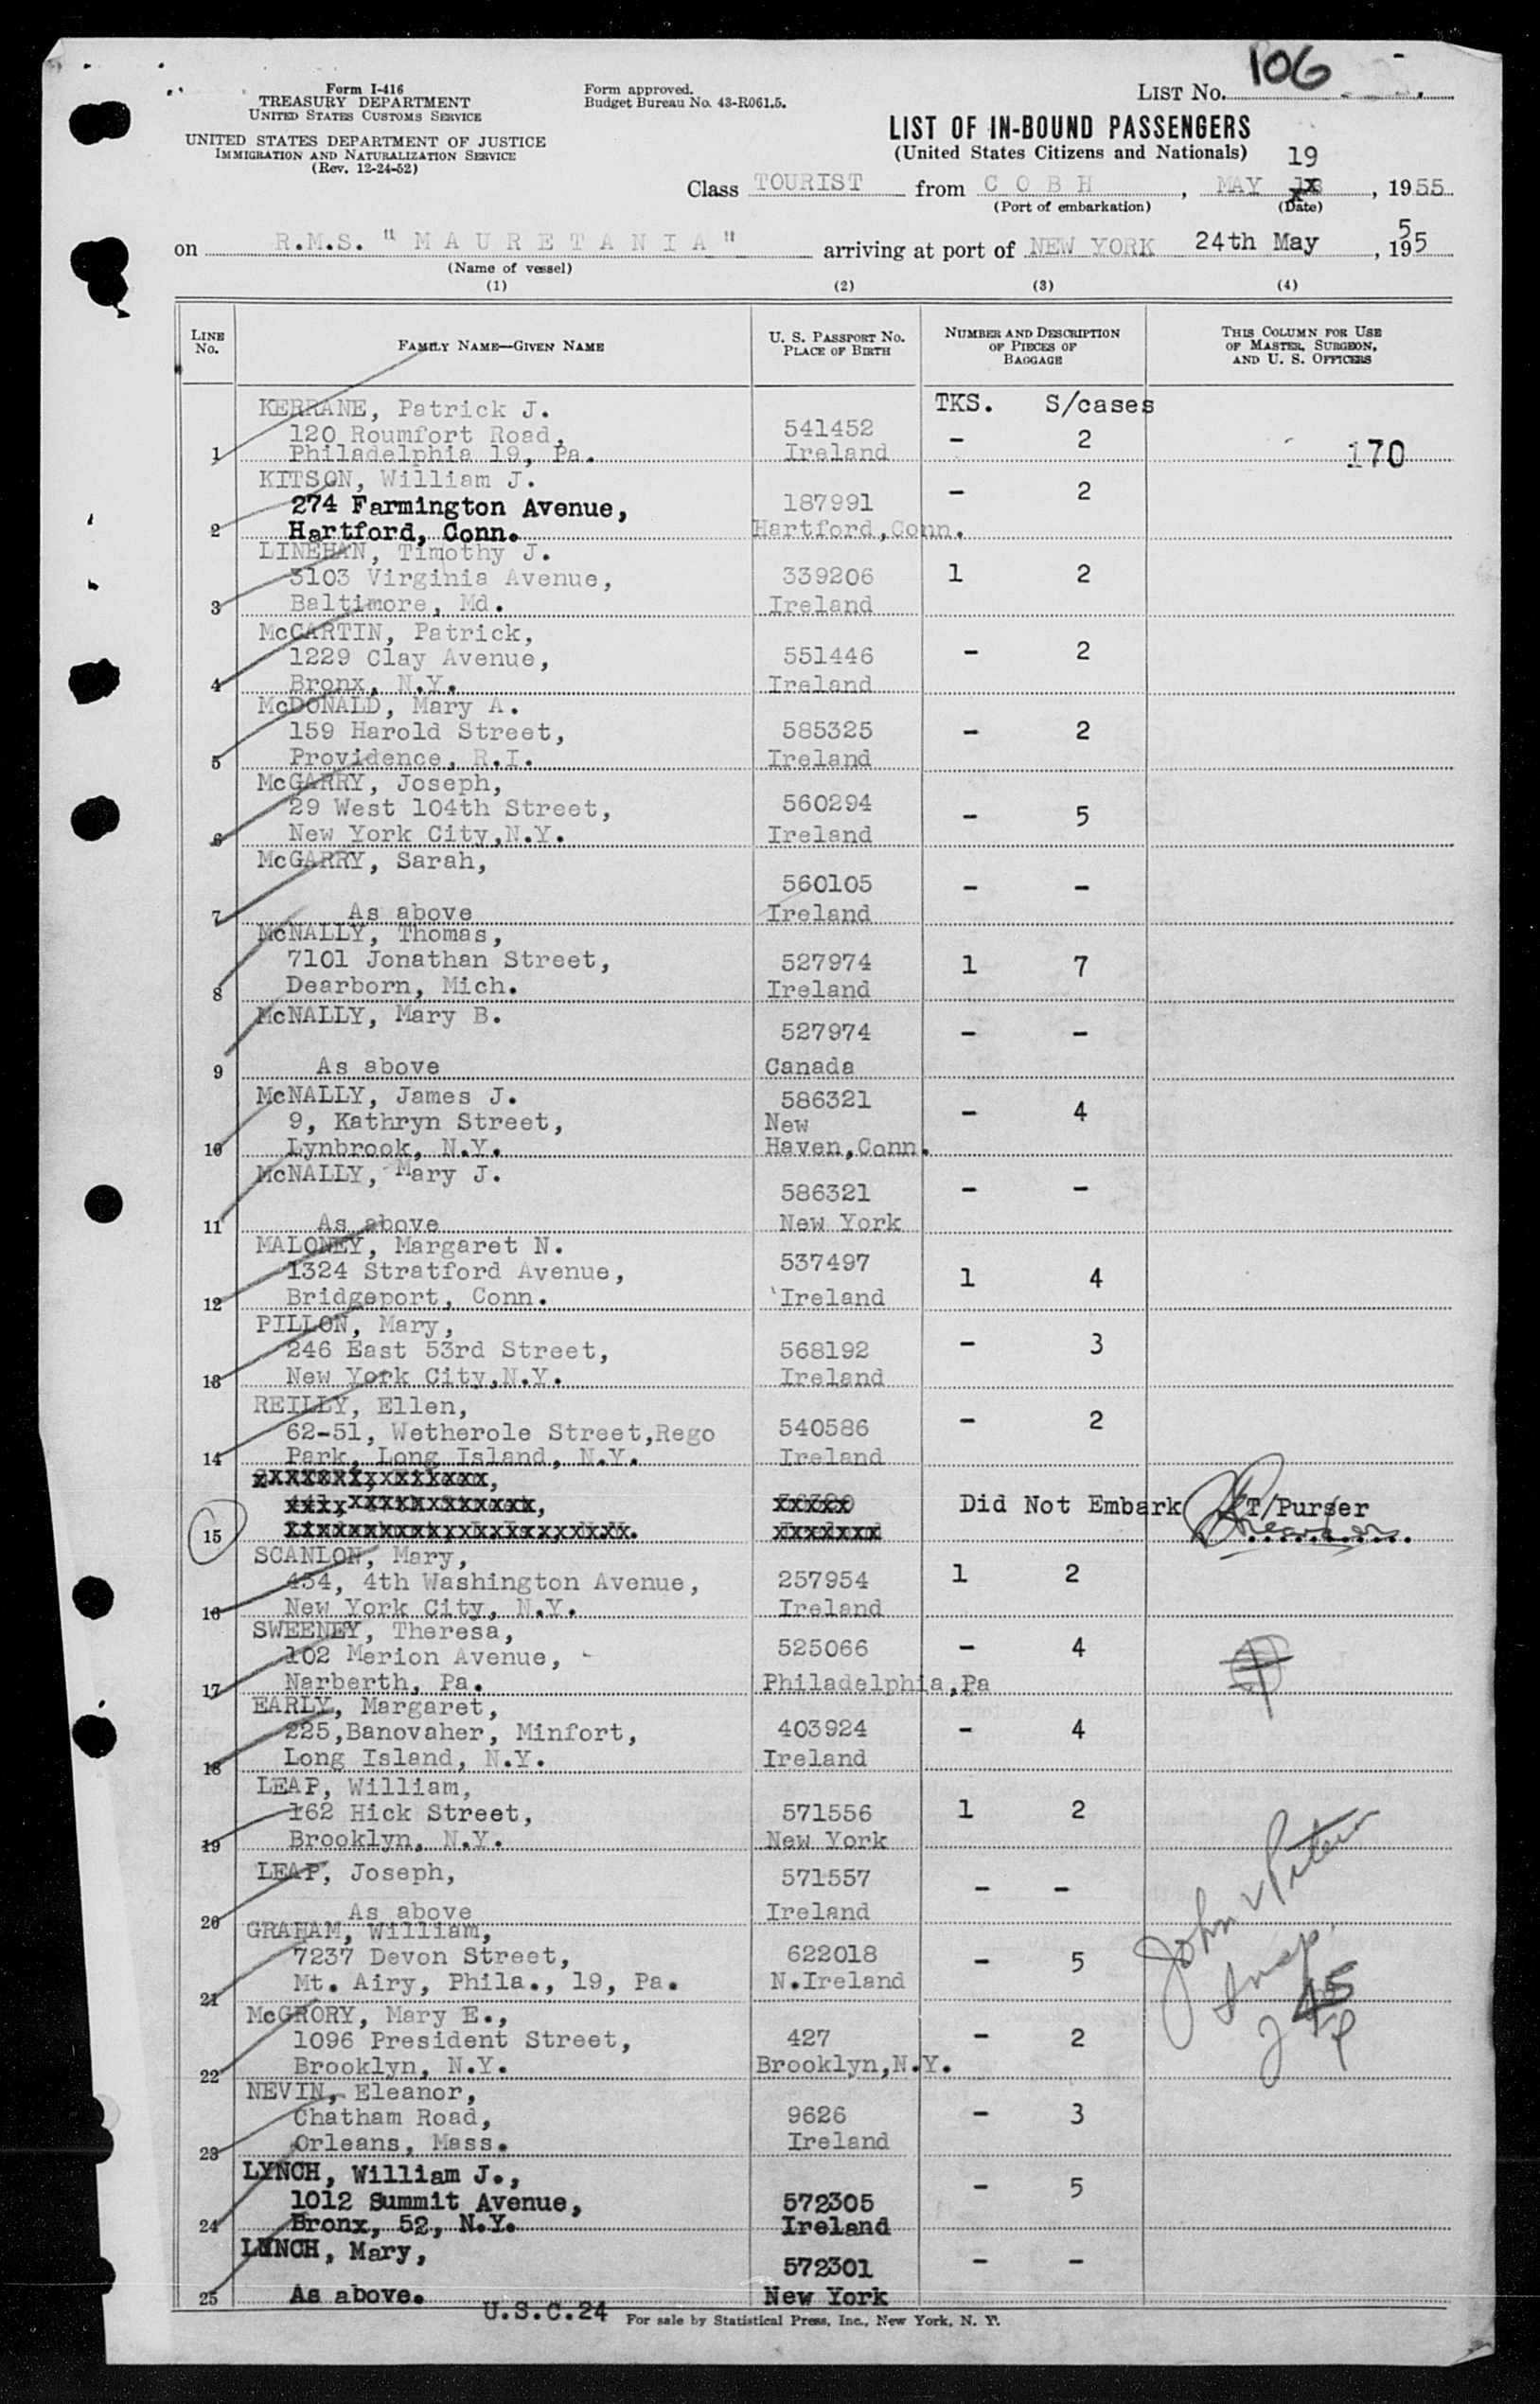 106
Form I-416
TREASURY DEPARTMENT
UNITED STATES CUSTOMS SERVICE
UNITED STATES DEPARTMENT OF JUSTICE
IMMIGRATION AND NATURALIZATION SERVICE
(Rev. 12-24-52)
Form approved.
Budget Bureau No. 43-R061.5.
LIST No.
LIST OF IN-BOUND PASSENGERS
(United States Citizens and Nationals)
19
Class TOURIST from C O B H, MAY , 1955
(Port of embarkation) (Date)
on R.M.S. "M A U R E T A N I A" arriving at port of NEW YORK 24th May, 1955
(Name of vessel)
(1) (2) (3) (4)
LINE No. FAMILY NAME—GIVEN NAME U. S. PASSPORT No. PLACE OF BIRTH NUMBER AND DESCRIPTION OF PIECES OF BAGGAGE THIS COLUMN FOR USE OF MASTER, SURGEON, AND U. S. OFFICERS
TKS. S/cases
KERRANE, Patrick J.
120 Roumfort Road, 541452 - 2
1 Philadelphia 19, Pa. Ireland 170
KITSON, William J.
274 Farmington Avenue, 187991 - 2
2 Hartford, Conn. Hartford,Conn.
LINEHAN, Timothy J.
3103 Virginia Avenue, 339206 1 2
3 Baltimore, Md. Ireland
McCARTIN, Patrick,
1229 Clay Avenue, 551446 - 2
4 Bronx, N.Y. Ireland
McDONALD, Mary A.
159 Harold Street, 585325 - 2
5 Providence, R.I. Ireland
McGARRY, Joseph,
29 West 104th Street, 560294 - 5
6 New York City,N.Y. Ireland
McGARRY, Sarah,
560105 - -
7 As above Ireland
McNALLY, Thomas,
7101 Jonathan Street, 527974 1 7
8 Dearborn, Mich. Ireland
McNALLY, Mary B.
527974 - -
9 As above Canada
McNALLY, James J. 586321
9, Kathryn Street, New - 4
10 Lynbrook, N.Y. Haven,Conn.
McNALLY, Mary J.
586321 - -
11 As above New York
MALONEY, Margaret N.
1324 Stratford Avenue, 537497 1 4
12 Bridgeport, Conn. Ireland
PILLON, Mary,
246 East 53rd Street, 568192 - 3
13 New York City,N.Y. Ireland
REILLY, Ellen,
62-51, Wetherole Street,Rego 540586 - 2
14 Park, Long Island, N.Y. Ireland
Did Not Embark T/Purser
15
SCANLON, Mary,
434, 4th Washington Avenue, 257954 1 2
16 New York City, N.Y. Ireland
SWEENEY, Theresa,
102 Merion Avenue, 525066 - 4
17 Narberth, Pa. Philadelphia,Pa
EARLY, Margaret,
225,Banovaher, Minfort, 403924 - 4
18 Long Island, N.Y. Ireland
LEAP, William,
162 Hick Street, 571556 1 2
19 Brooklyn, N.Y. New York
LEAP, Joseph, 571557 - -
20 As above Ireland
GRAHAM, William,
7237 Devon Street, 622018 - 5
21 Mt. Airy, Phila., 19, Pa. N.Ireland
McGRORY, Mary E.,
1096 President Street, 427 - 2
22 Brooklyn, N.Y. Brooklyn,N.Y.
NEVIN, Eleanor,
Chatham Road, 9626 - 3
23 Orleans, Mass. Ireland
LYNCH, William J.,
1012 Summit Avenue, 572305 - 5
24 Bronx, 52, N.Y. Ireland
LYNCH, Mary,
572301 - -
25 As above. New York
U.S.C.24 For sale by Statistical Press, Inc., New York, N. Y.